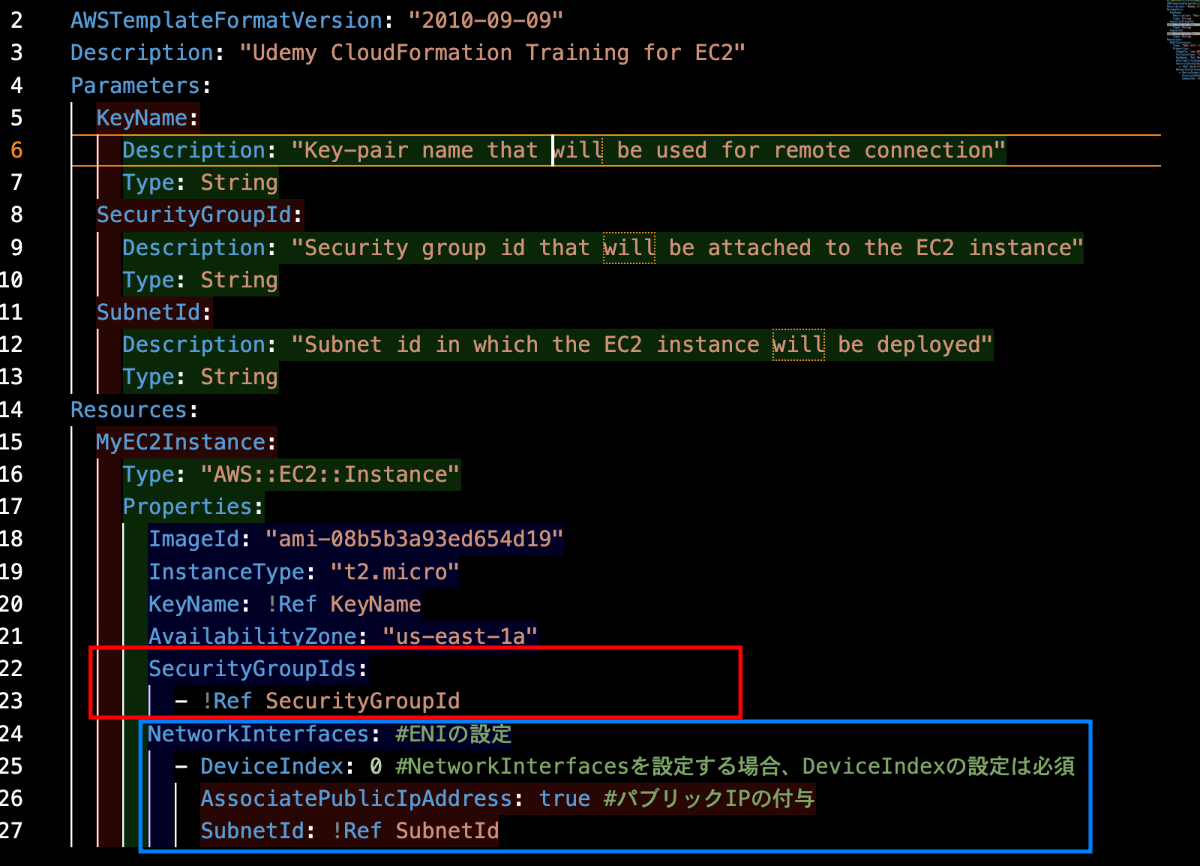 2 AWSTemplateFormatVersion: "2010-09-09"
3 Description: "Udemy CloudFormation Training for EC2"
4 Parameters:
5 KeyName:
6 Description: "Key-pair name that will be used for remote connection"
7 Type: String
8 SecurityGroupId:
9 Description: "Security group id that will be attached to the EC2 instance"
10 Type: String
11 SubnetId:
12 Description: "Subnet id in which the EC2 instance will be deployed"
13 Type: String
14 Resources:
15 MyEC2Instance:
16 Type: "AWS::EC2::Instance"
17 Properties:
18 ImageId: "ami-08b5b3a93ed654d19"
19 InstanceType: "t2.micro"
20 KeyName: !Ref KeyName
21 AvailabilityZone: "us-east-1a"
22 SecurityGroupIds:
23 - !Ref SecurityGroupId
24 NetworkInterfaces: #ENIの設定
25 - DeviceIndex: 0 #NetworkInterfacesを設定する場合、DeviceIndexの設定は必須
26 AssociatePublicIpAddress: true #パブリックIPの付与
27 SubnetId: !Ref SubnetId